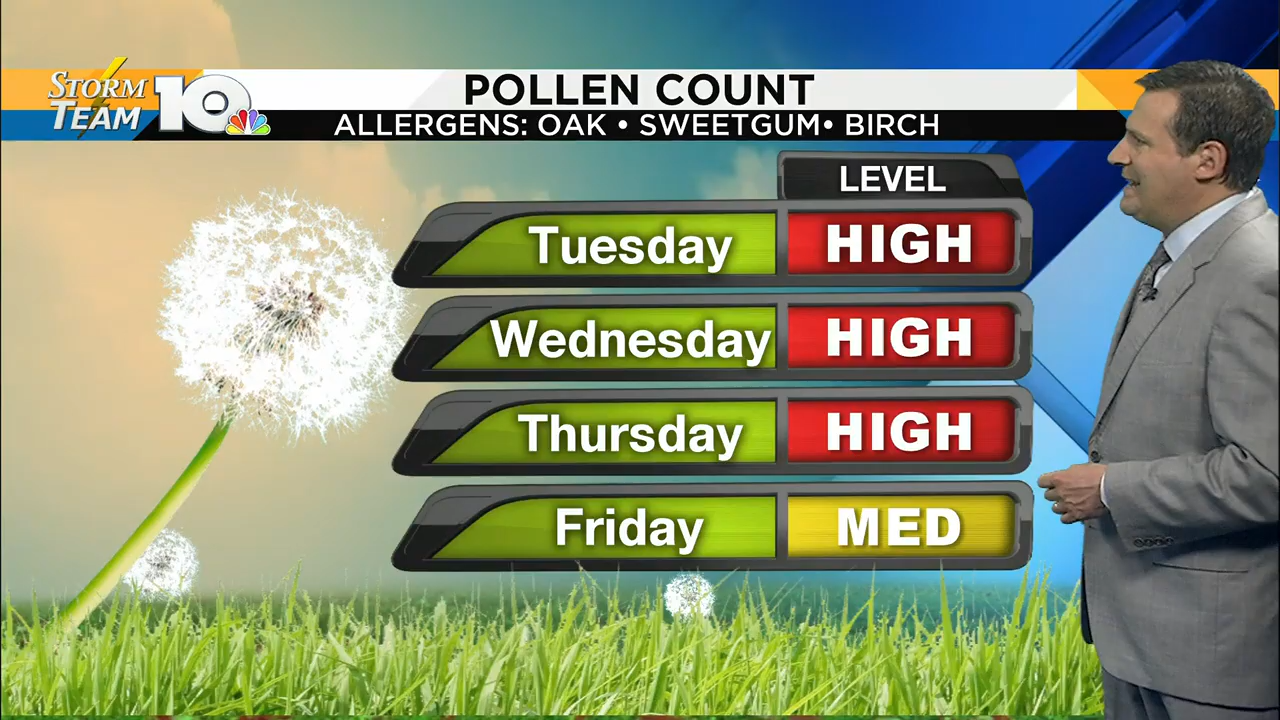 STORM
TEAM 10
POLLEN COUNT
ALLERGENS: OAK • SWEETGUM• BIRCH
LEVEL
Tuesday HIGH
Wednesday HIGH
Thursday HIGH
Friday MED